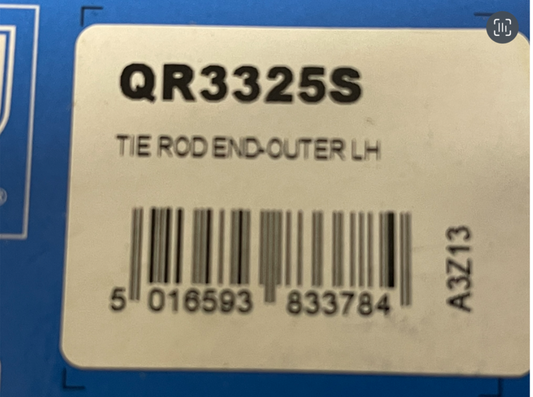 QR3325S
TIE ROD END-OUTER LH
5 016593 833784
A3Z13
®